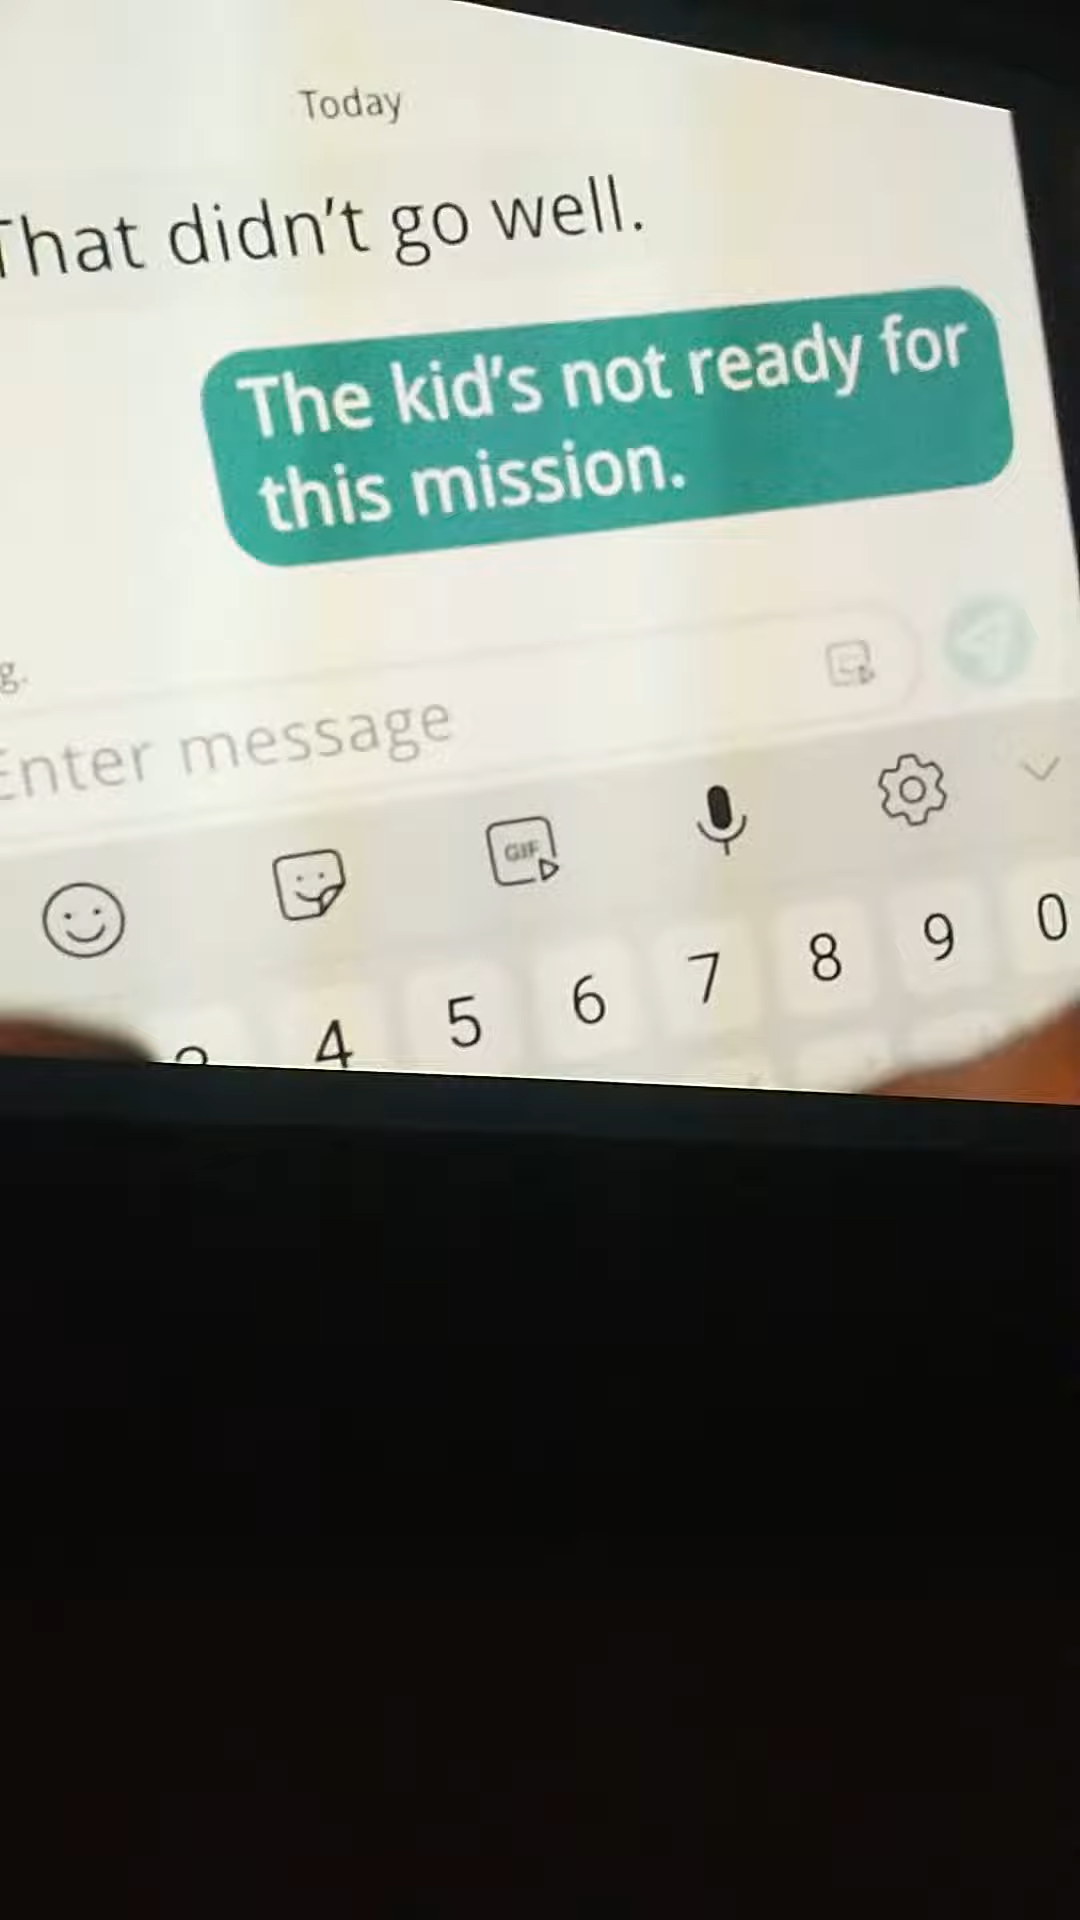 Today
That didn't go well.
The kid's not ready for
this mission.
Enter message
GIF
4 5 6 7 8 9 0